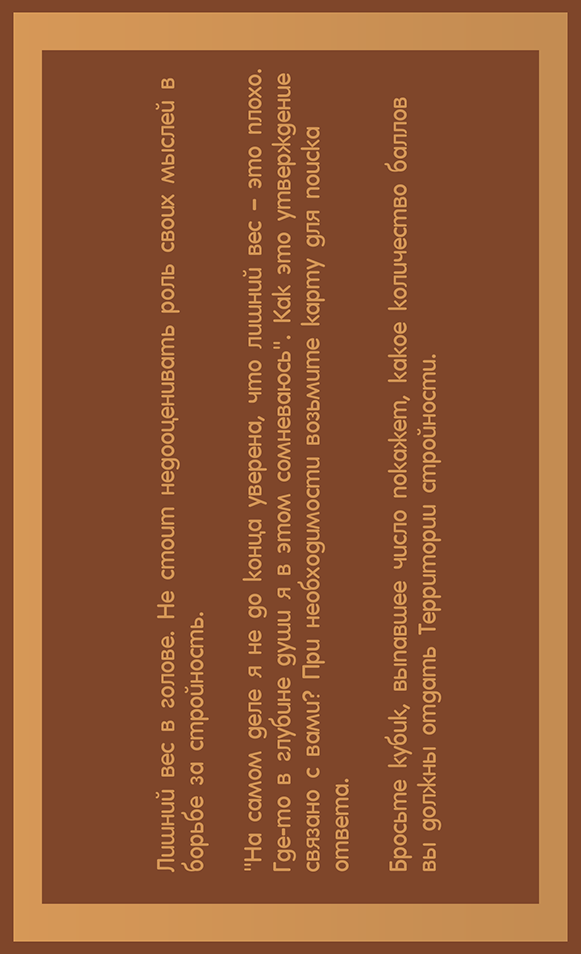 Лишний вес в голове. Не стоит недооценивать роль своих мыслей в
борьбе за стройность.
"На самом деле я не до конца уверена, что лишний вес – это плохо.
Где-то в глубине души я в этом сомневаюсь". Как это утверждение
связано с вами? При необходимости возьмите карту для поиска
ответа.
Бросьте кубик, выпавшее число покажет, какое количество баллов
вы должны отдать Территории стройности.